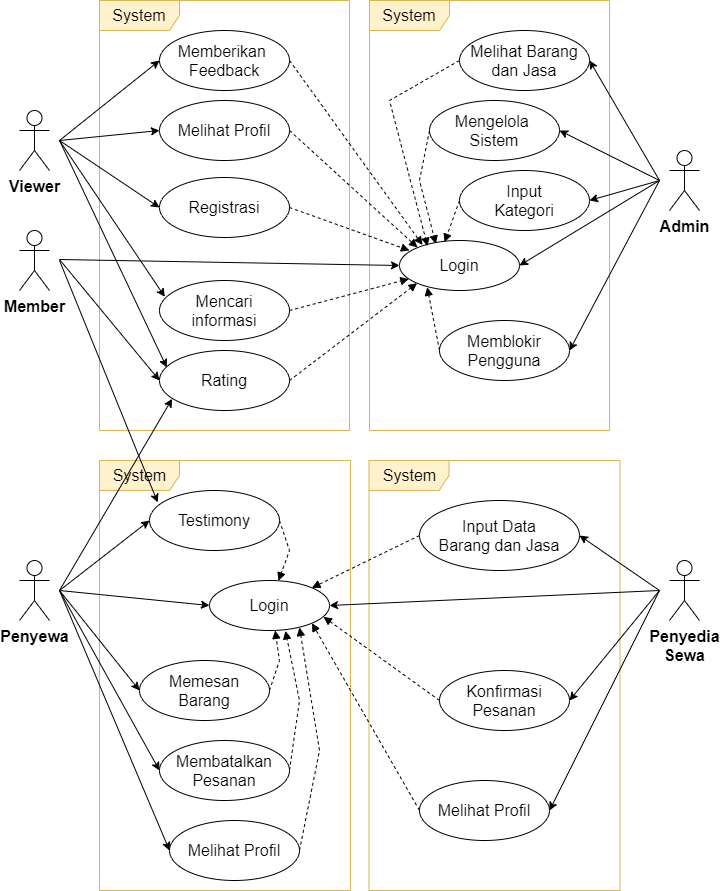 System
System
Memberikan
Feedback
Melihat Barang
dan Jasa
Melihat Profil
Mengelola
Sistem
Viewer
Registrasi
Input
Kategori
Admin
Member
Login
Mencari
informasi
Rating
Memblokir
Pengguna
System
System
Testimony
Input Data
Barang dan Jasa
Penyewa
Login
Penyedia
Sewa
Memesan
Barang
Konfirmasi
Pesanan
Membatalkan
Pesanan
Melihat Profil
Melihat Profil